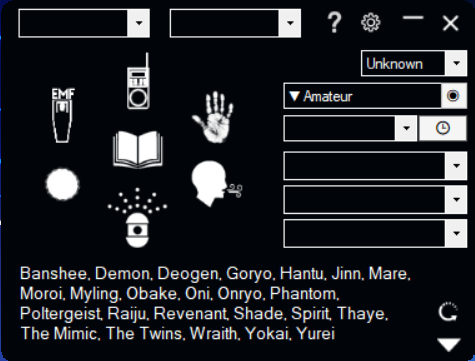 ?
Unknown
EMF
▼ Amateur
Banshee, Demon, Deogen, Goryo, Hantu, Jinn, Mare,
Moroi, Myling, Obake, Oni, Onryo, Phantom,
Poltergeist, Raiju, Revenant, Shade, Spirit, Thaye,
The Mimic, The Twins, Wraith, Yokai, Yurei